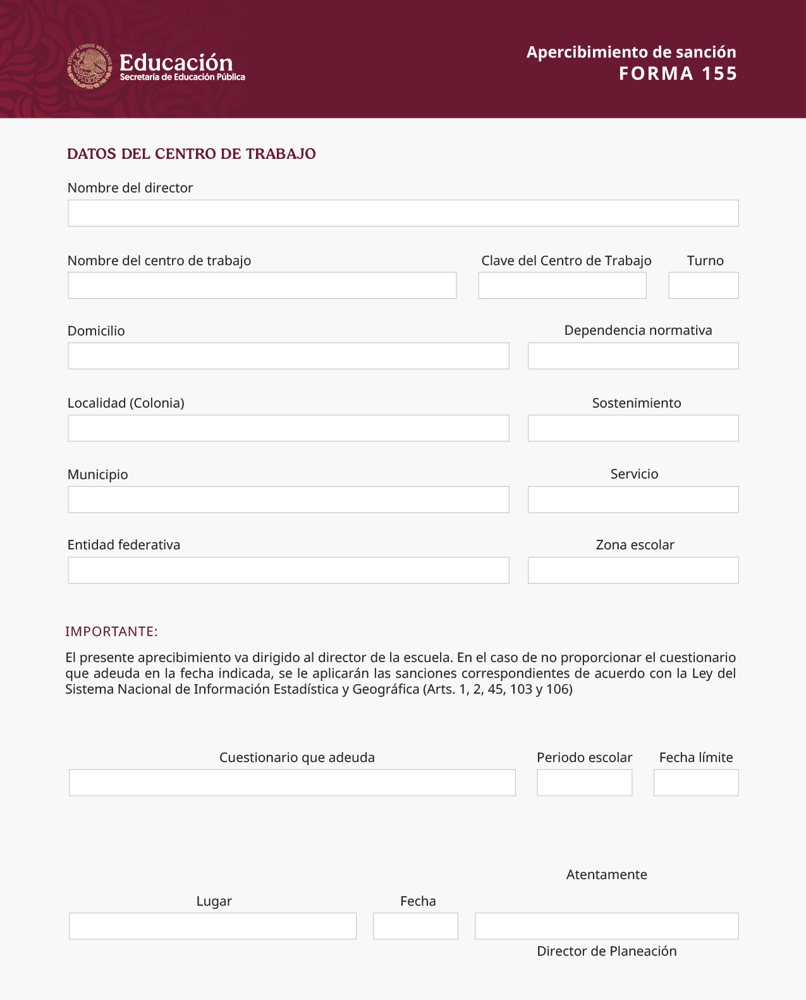 ESTADOS UNIDOS MEXICANOS
Educación
Secretaría de Educación Pública
Apercibimiento de sanción
FORMA 155
DATOS DEL CENTRO DE TRABAJO
Nombre del director
Nombre del centro de trabajo Clave del Centro de Trabajo Turno
Domicilio Dependencia normativa
Localidad (Colonia) Sostenimiento
Municipio Servicio
Entidad federativa Zona escolar
IMPORTANTE:
El presente aprecibimiento va dirigido al director de la escuela. En el caso de no proporcionar el cuestionario
que adeuda en la fecha indicada, se le aplicarán las sanciones correspondientes de acuerdo con la Ley del
Sistema Nacional de Información Estadística y Geográfica (Arts. 1, 2, 45, 103 y 106)
Cuestionario que adeuda Periodo escolar Fecha límite
Atentamente
Lugar Fecha
Director de Planeación